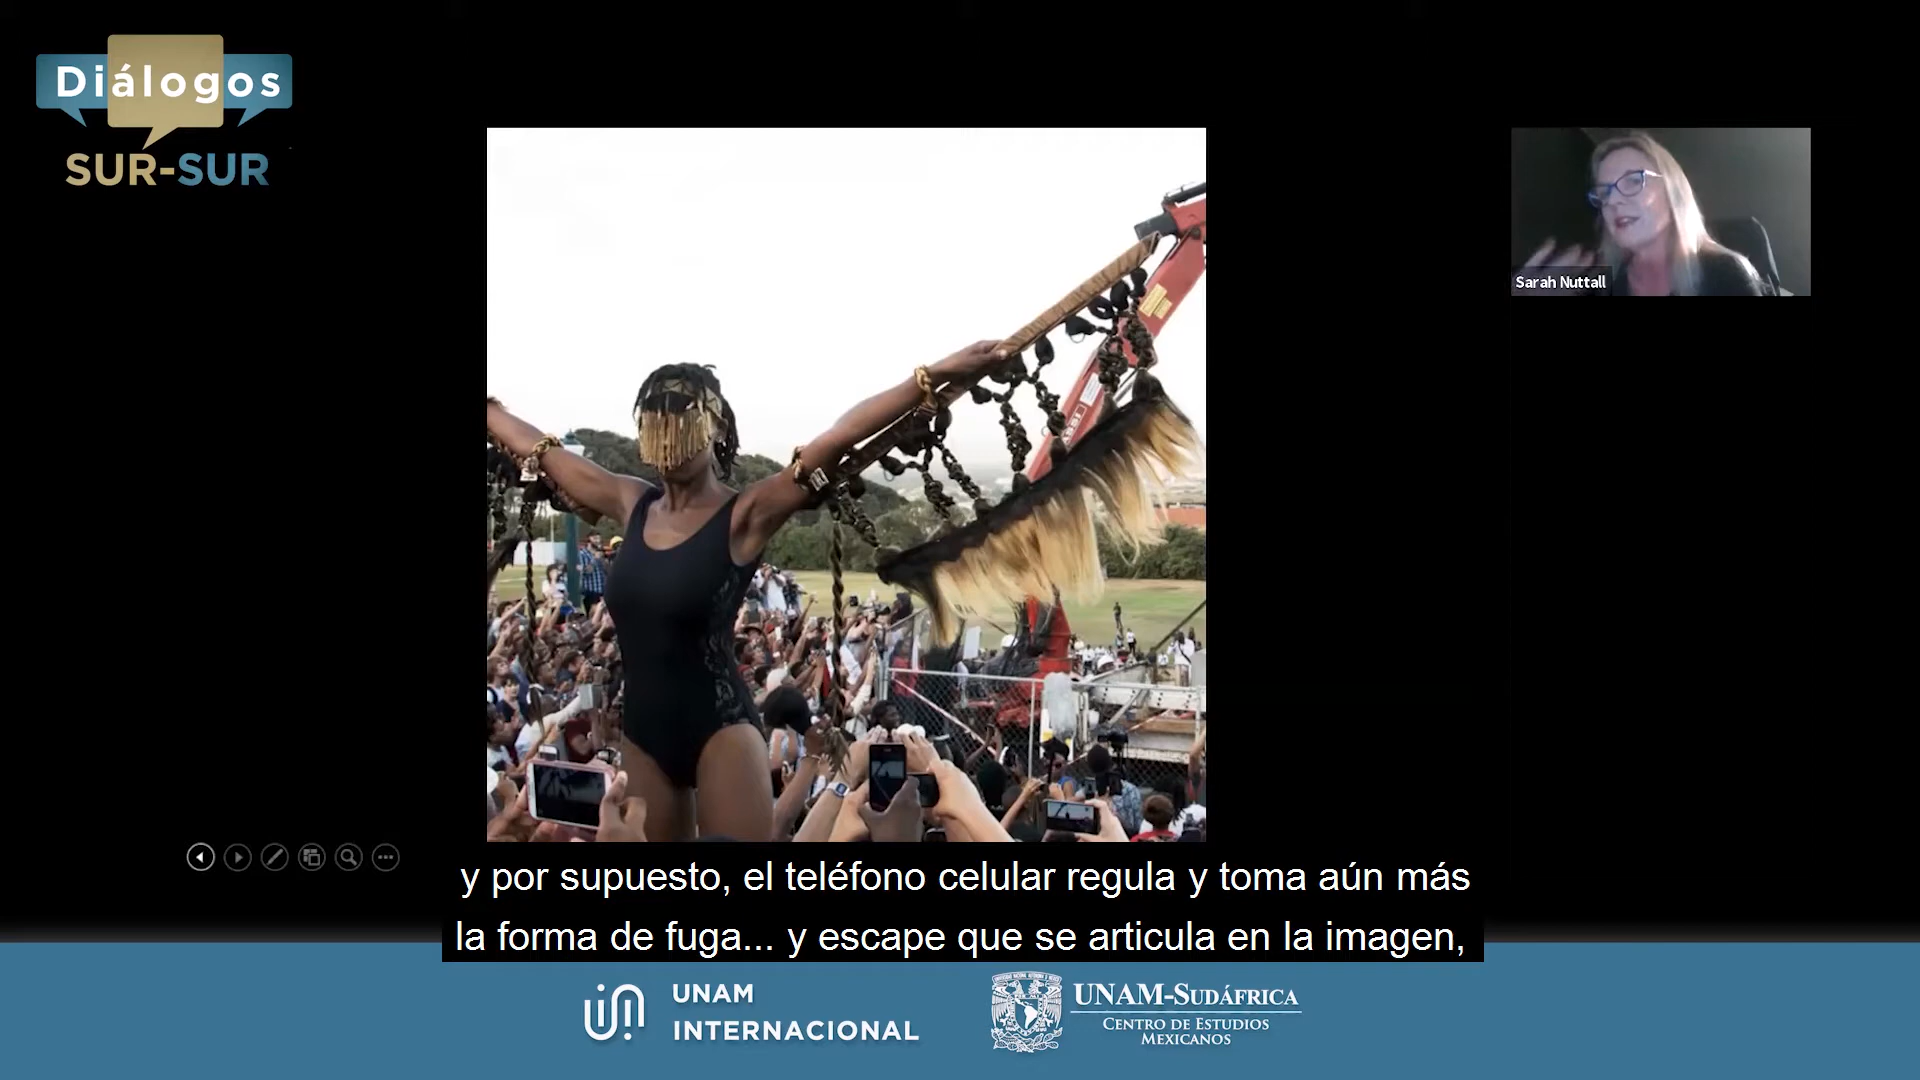 Diálogos
SUR-SUR
Sarah Nuttall
y por supuesto, el teléfono celular regula y toma aún más
la forma de fuga... y escape que se articula en la imagen,
UNAM
INTERNACIONAL
UNAM-SUDÁFRICA
CENTRO DE ESTUDIOS
MEXICANOS